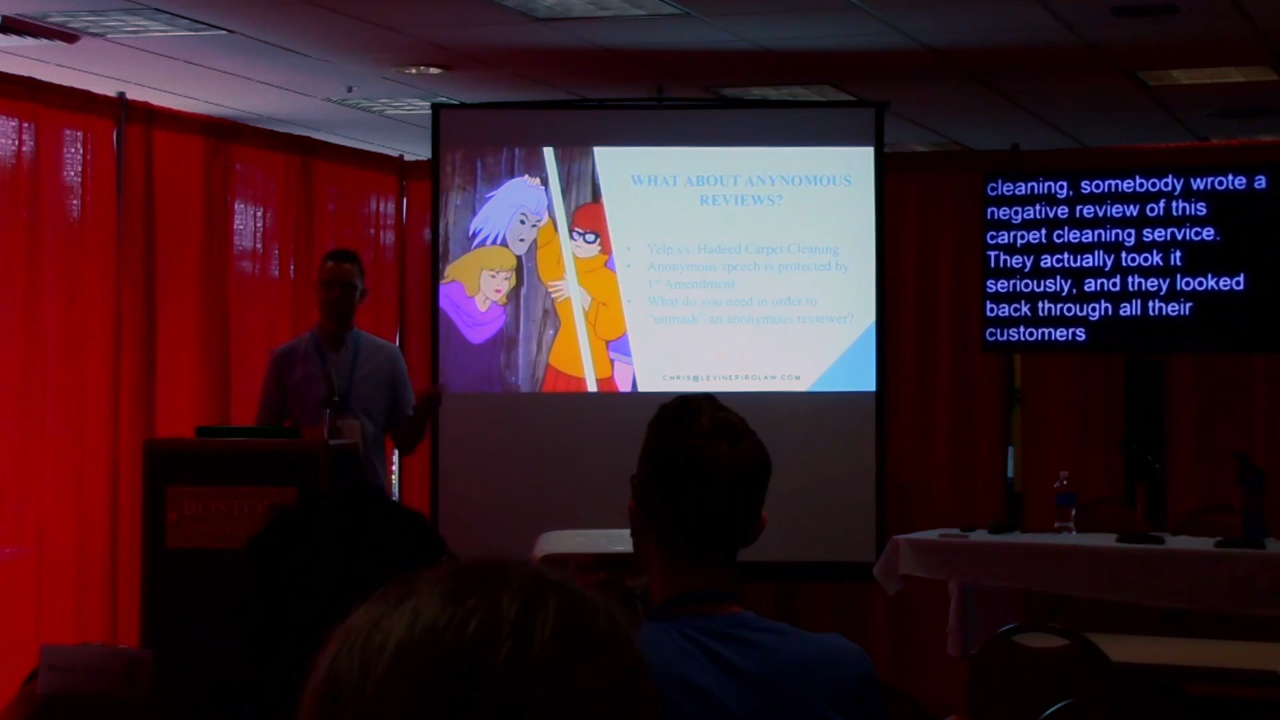 WHAT ABOUT ANYNOMOUS
REVIEWS?
• Yelp vs. Hadeed Carpet Cleaning
• Anonymous speech is protected by
1st Amendment
• What do you need in order to
"unmask" an anonymous reviewer?
CHRIS@LEVINEPIROLAW.COM
cleaning, somebody wrote a
negative review of this
carpet cleaning service.
They actually took it
seriously, and they looked
back through all their
customers
BOSTON